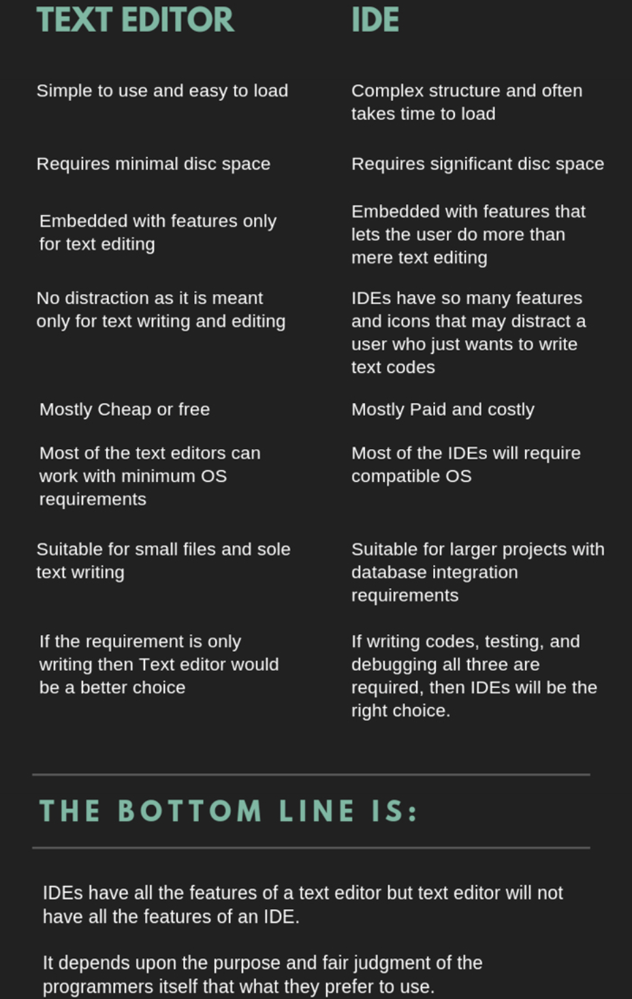 TEXT EDITOR
IDE
Simple to use and easy to load
Complex structure and often
takes time to load
Requires minimal disc space
Requires significant disc space
Embedded with features only
for text editing
Embedded with features that
lets the user do more than
mere text editing
No distraction as it is meant
only for text writing and editing
IDEs have so many features
and icons that may distract a
user who just wants to write
text codes
Mostly Cheap or free
Mostly Paid and costly
Most of the text editors can
work with minimum OS
requirements
Most of the IDEs will require
compatible OS
Suitable for small files and sole
text writing
Suitable for larger projects with
database integration
requirements
If the requirement is only
writing then Text editor would
be a better choice
If writing codes, testing, and
debugging all three are
required, then IDEs will be the
right choice.
THE BOTTOM LINE IS:
IDEs have all the features of a text editor but text editor will not
have all the features of an IDE.
It depends upon the purpose and fair judgment of the
programmers itself that what they prefer to use.